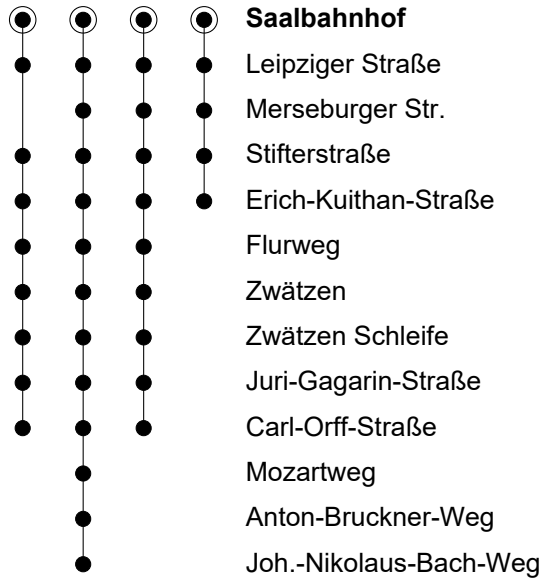 Saalbahnhof
Leipziger Straße
Merseburger Str.
Stifterstraße
Erich-Kuithan-Straße
Flurweg
Zwätzen
Zwätzen Schleife
Juri-Gagarin-Straße
Carl-Orff-Straße
Mozartweg
Anton-Bruckner-Weg
Joh.-Nikolaus-Bach-Weg